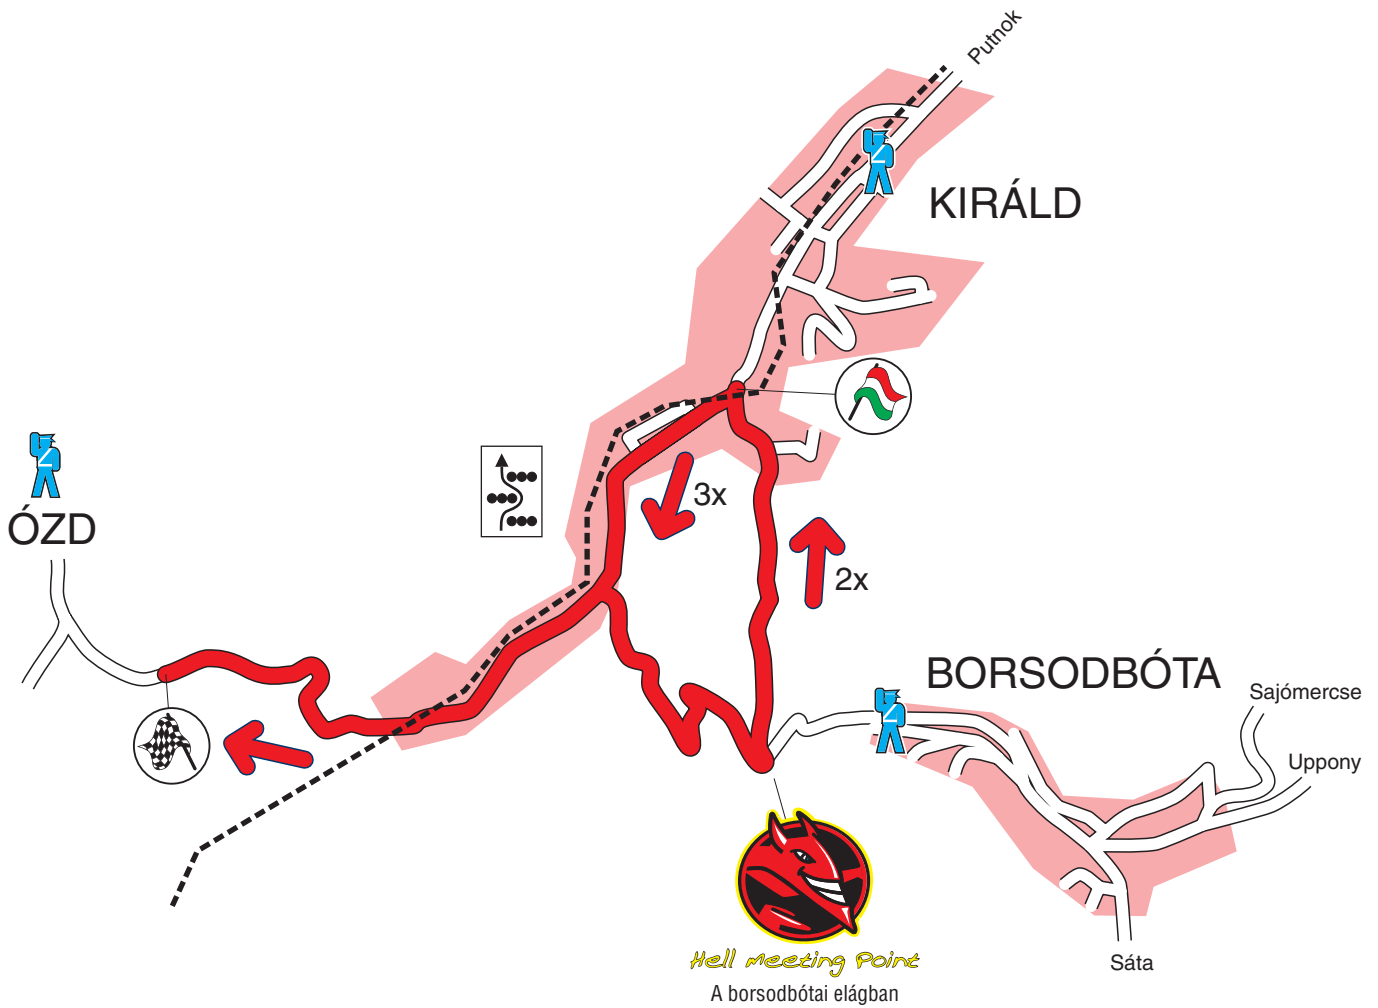 Putnok
KIRÁLD
ÓZD
3x
2x
BORSODBÓTA
Sajómercse
Uppony
Sáta
Hell meeting Point
A borsodbótai elágban